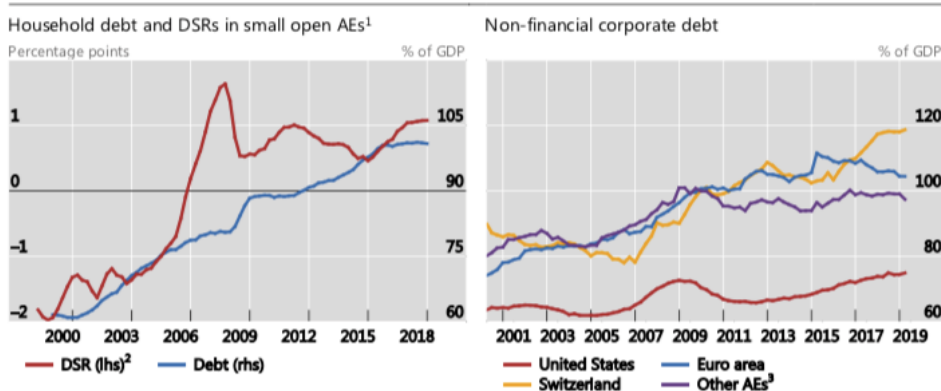 Household debt and DSRs in small open AEs¹
Percentage points
% of GDP
1
0
–1
–2
105
90
75
60
2000 2003 2006 2009 2012 2015 2018
DSR (lhs)²
Debt (rhs)
Non-financial corporate debt
% of GDP
120
100
80
60
2001 2003 2005 2007 2009 2011 2013 2015 2017 2019
United States
Switzerland
Euro area
Other AEs³